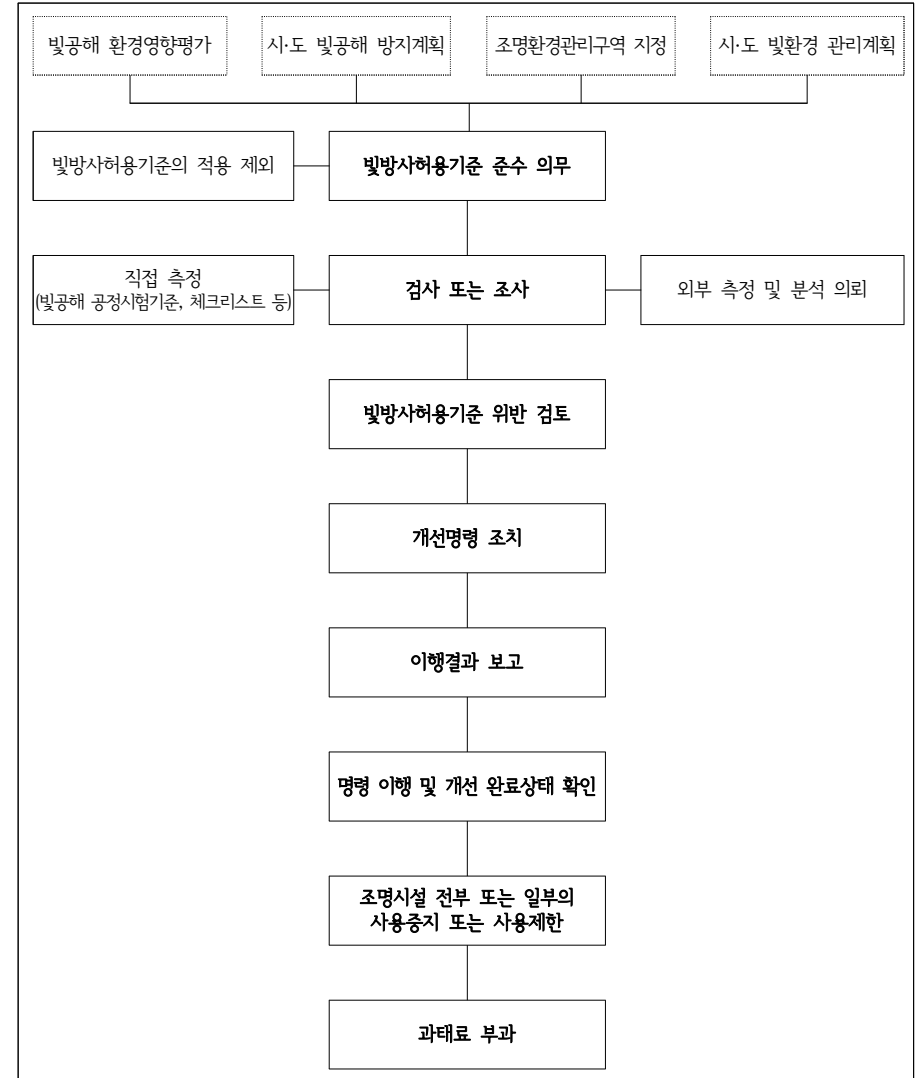 빛공해 환경영향평가
시·도 빛공해 방지계획
조명환경관리구역 지정
시·도 빛환경 관리계획
빛방사허용기준의 적용 제외
빛방사허용기준 준수 의무
직접 측정
(빛공해 공정시험기준, 체크리스트 등)
검사 또는 조사
외부 측정 및 분석 의뢰
빛방사허용기준 위반 검토
개선명령 조치
이행결과 보고
명령 이행 및 개선 완료상태 확인
조명시설 전부 또는 일부의
사용중지 또는 사용제한
과태료 부과